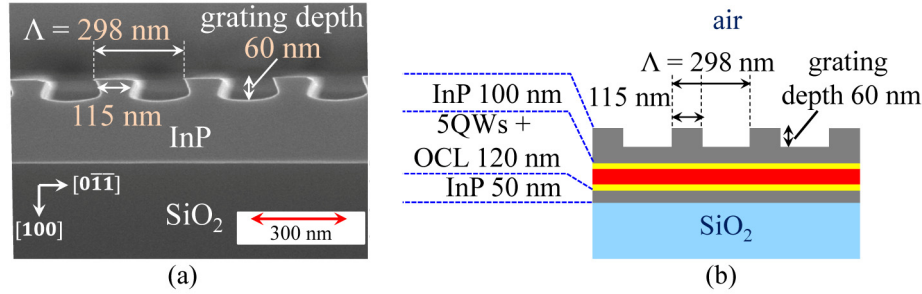 (a)
Λ = 298 nm
grating depth
60 nm
115 nm
InP
[01̅1̅]
[100]
SiO₂
300 nm
(a)
air
Λ = 298 nm
grating
depth 60 nm
InP 100 nm
115 nm
5QWs +
OCL 120 nm
InP 50 nm
SiO₂
(b)